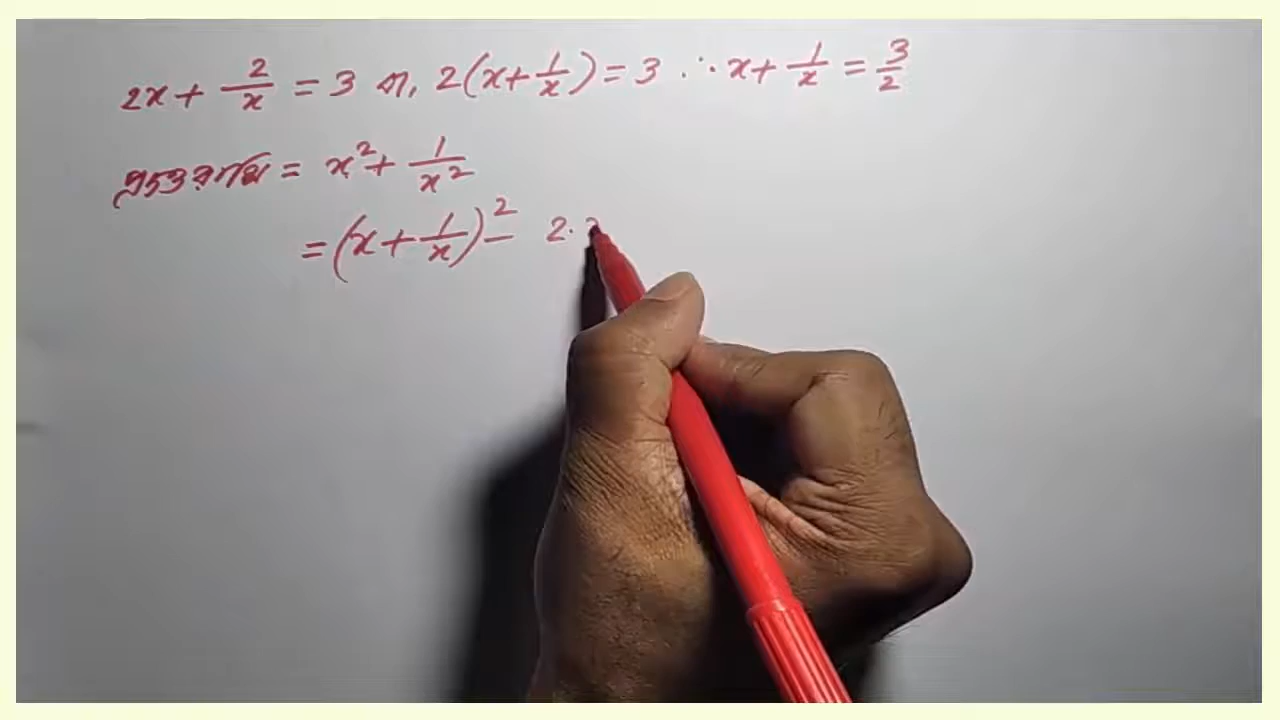 2x + 2/x = 3 বা, 2(x + 1/x) = 3 ∴ x + 1/x = 3/2
প্রদত্ত রাশি = x² + 1/x²
= (x + 1/x)² - 2.